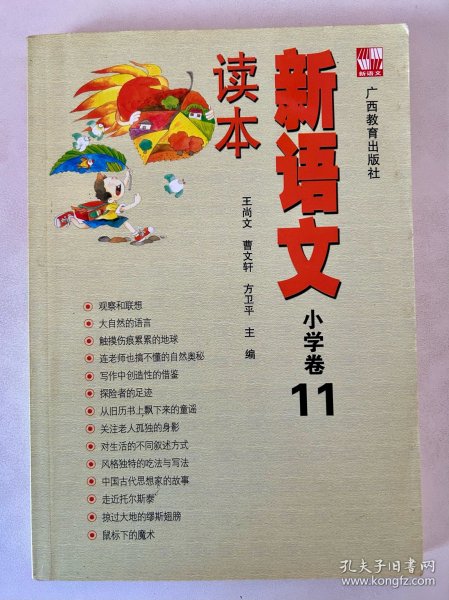 新语文
广西教育出版社
新语文
读本
小学卷
11
王尚文 曹文轩 方卫平 主编
观察和联想
大自然的语言
触摸伤痕累累的地球
连老师也搞不懂的自然奥秘
写作中创造性的借鉴
探险者的足迹
从旧历书上飘下来的童谣
关注老人孤独的身影
对生活的不同叙述方式
风格独特的吃法与写法
中国古代思想家的故事
走近托尔斯泰
掠过大地的缪斯翅膀
鼠标下的魔术
孔夫子旧书网
www.kongfz.com